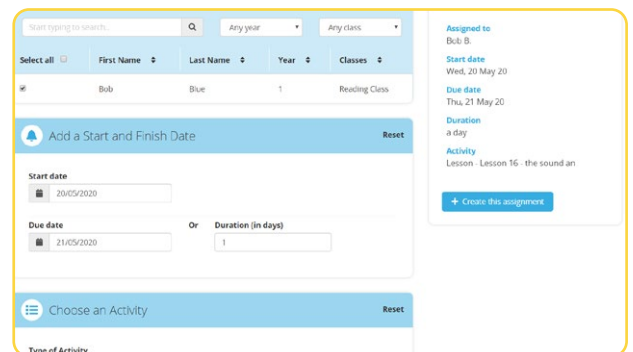 Start typing to search..
Any year
Any class
Select all
First Name
Last Name
Year
Classes
Bob
Blue
1
Reading Class
Add a Start and Finish Date
Reset
Start date
20/05/2020
Due date
Or
Duration (in days)
21/05/2020
1
Choose an Activity
Reset
Type of Activity
Assigned to
Bob B.
Start date
Wed, 20 May 20
Due date
Thu, 21 May 20
Duration
a day
Activity
Lesson - Lesson 16 - the sound an
+ Create this assignment